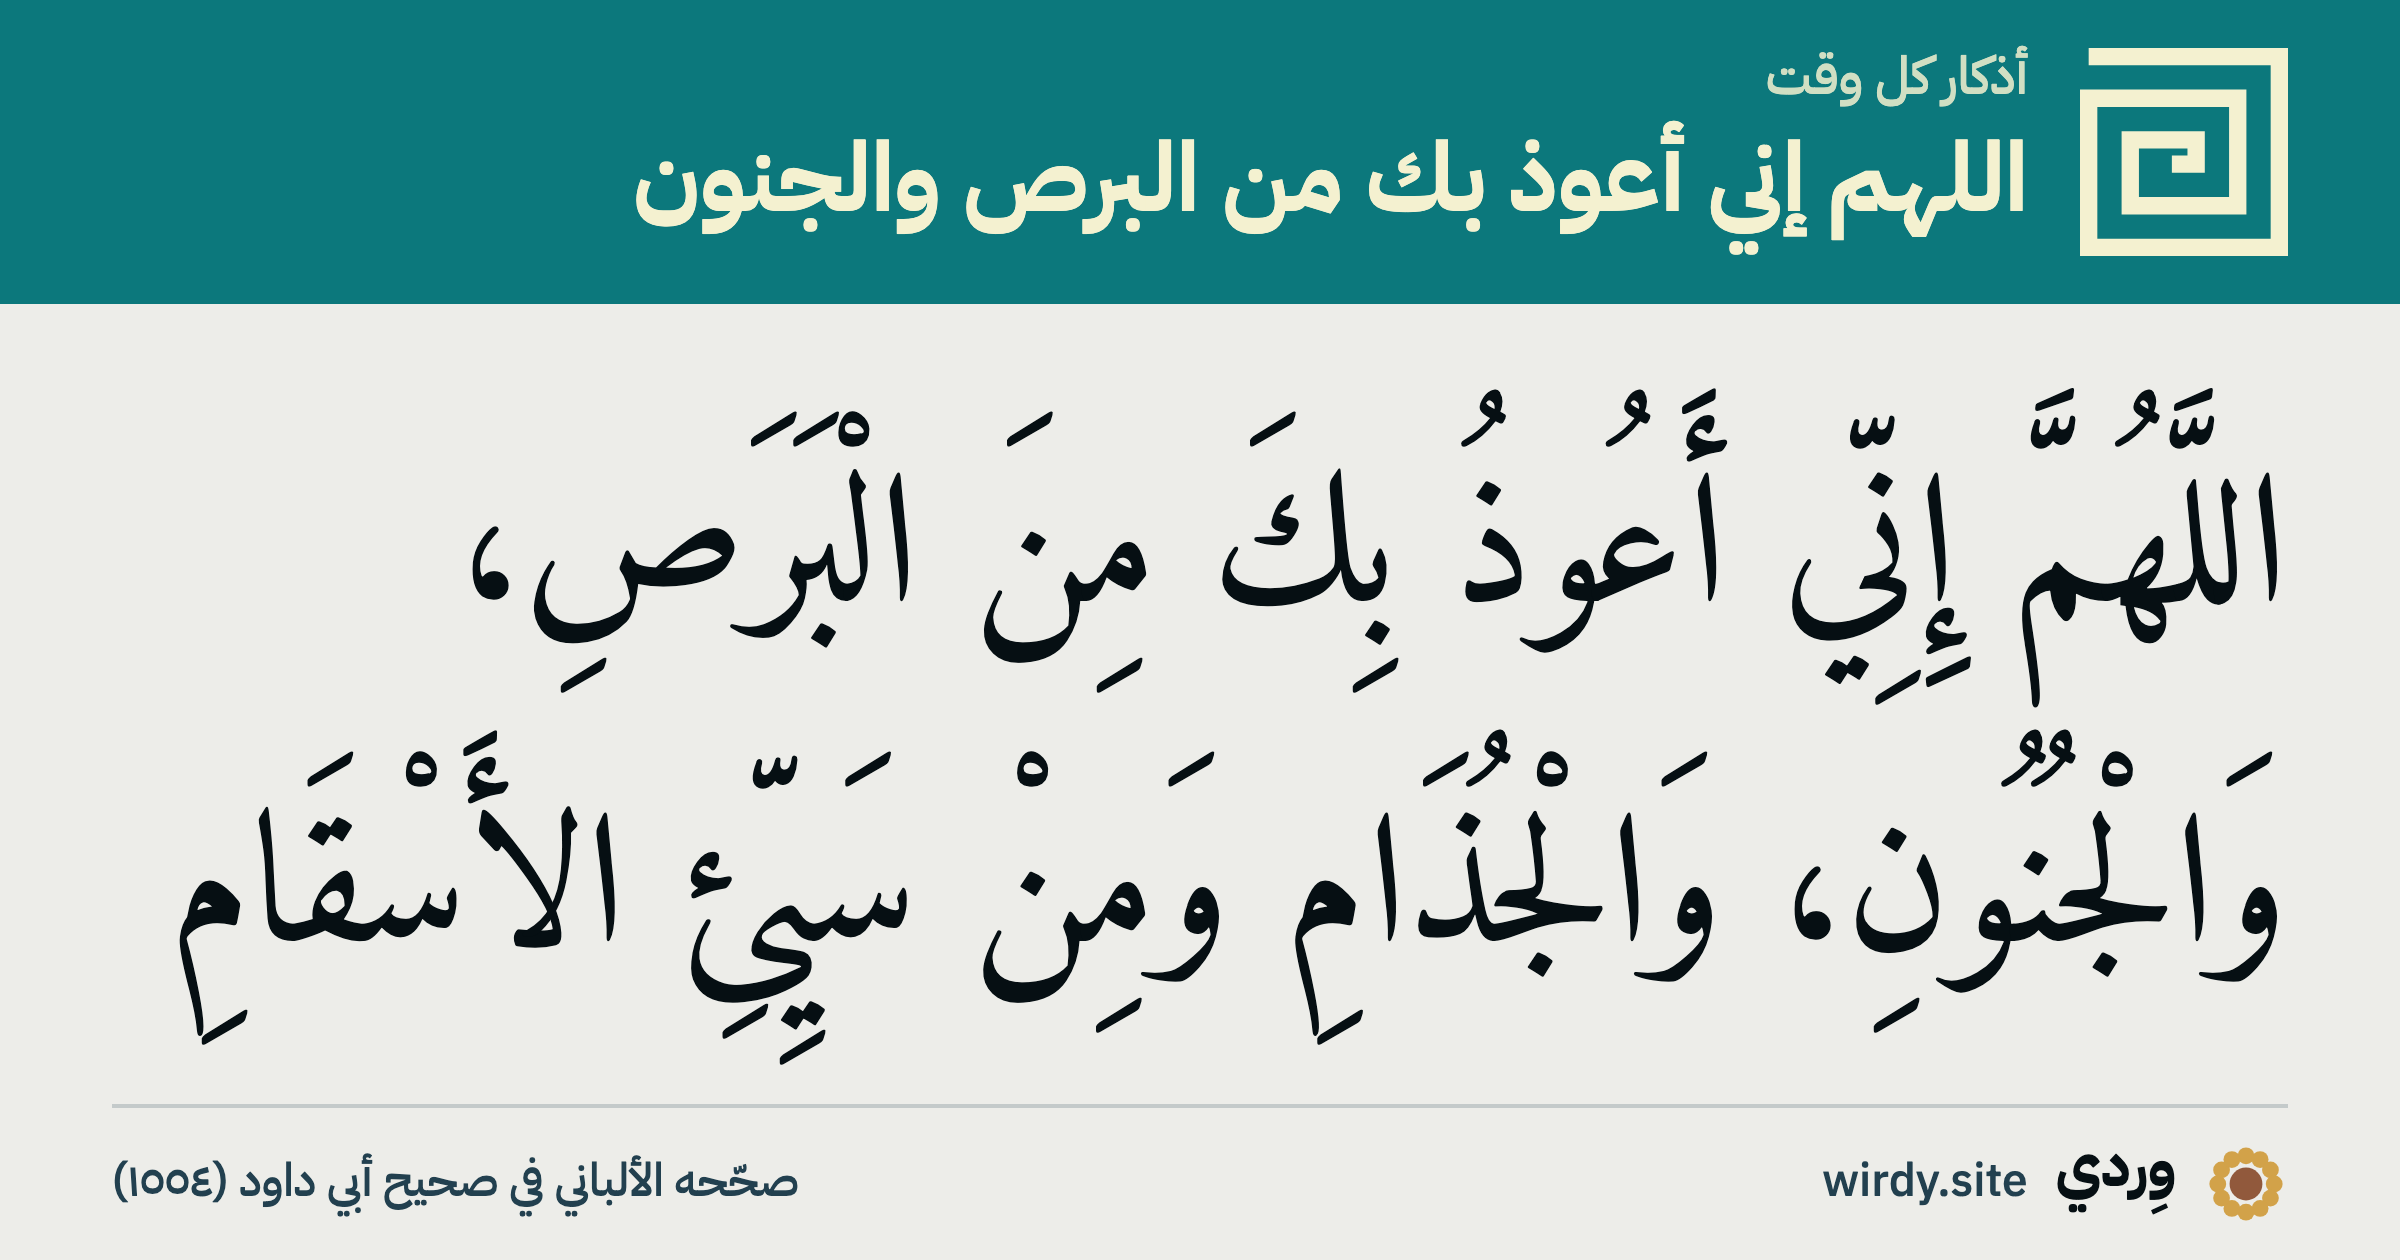 أذكار كل وقت
اللهم إني أعوذ بك من البرص والجنون
اللَّهُمَّ إِنِّي أَعُوذُ بِكَ مِنَ الْبَرَصِ،
وَالْجُنُونِ، وَالْجُذَامِ وَمِنْ سَيِّئِ الأَسْقَامِ
وِردي wirdy.site
صحّحه الألباني في صحيح أبي داود (١٥٥٤)